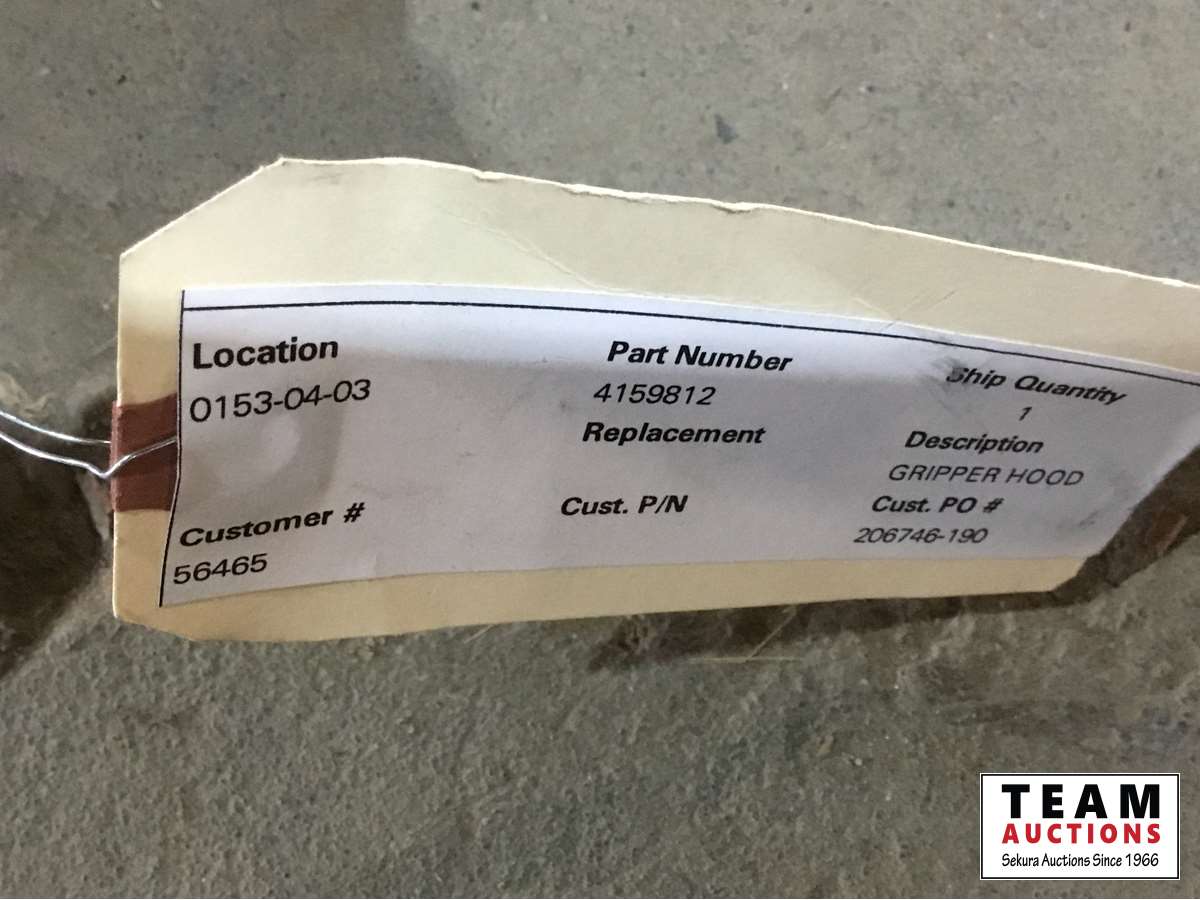 Location Part Number Ship Quantity
0153-04-03 4159812 1
Replacement Description
GRIPPER HOOD
Customer # Cust. P/N Cust. PO #
56465 206746-190
TEAM
AUCTIONS
Sekura Auctions Since 1966